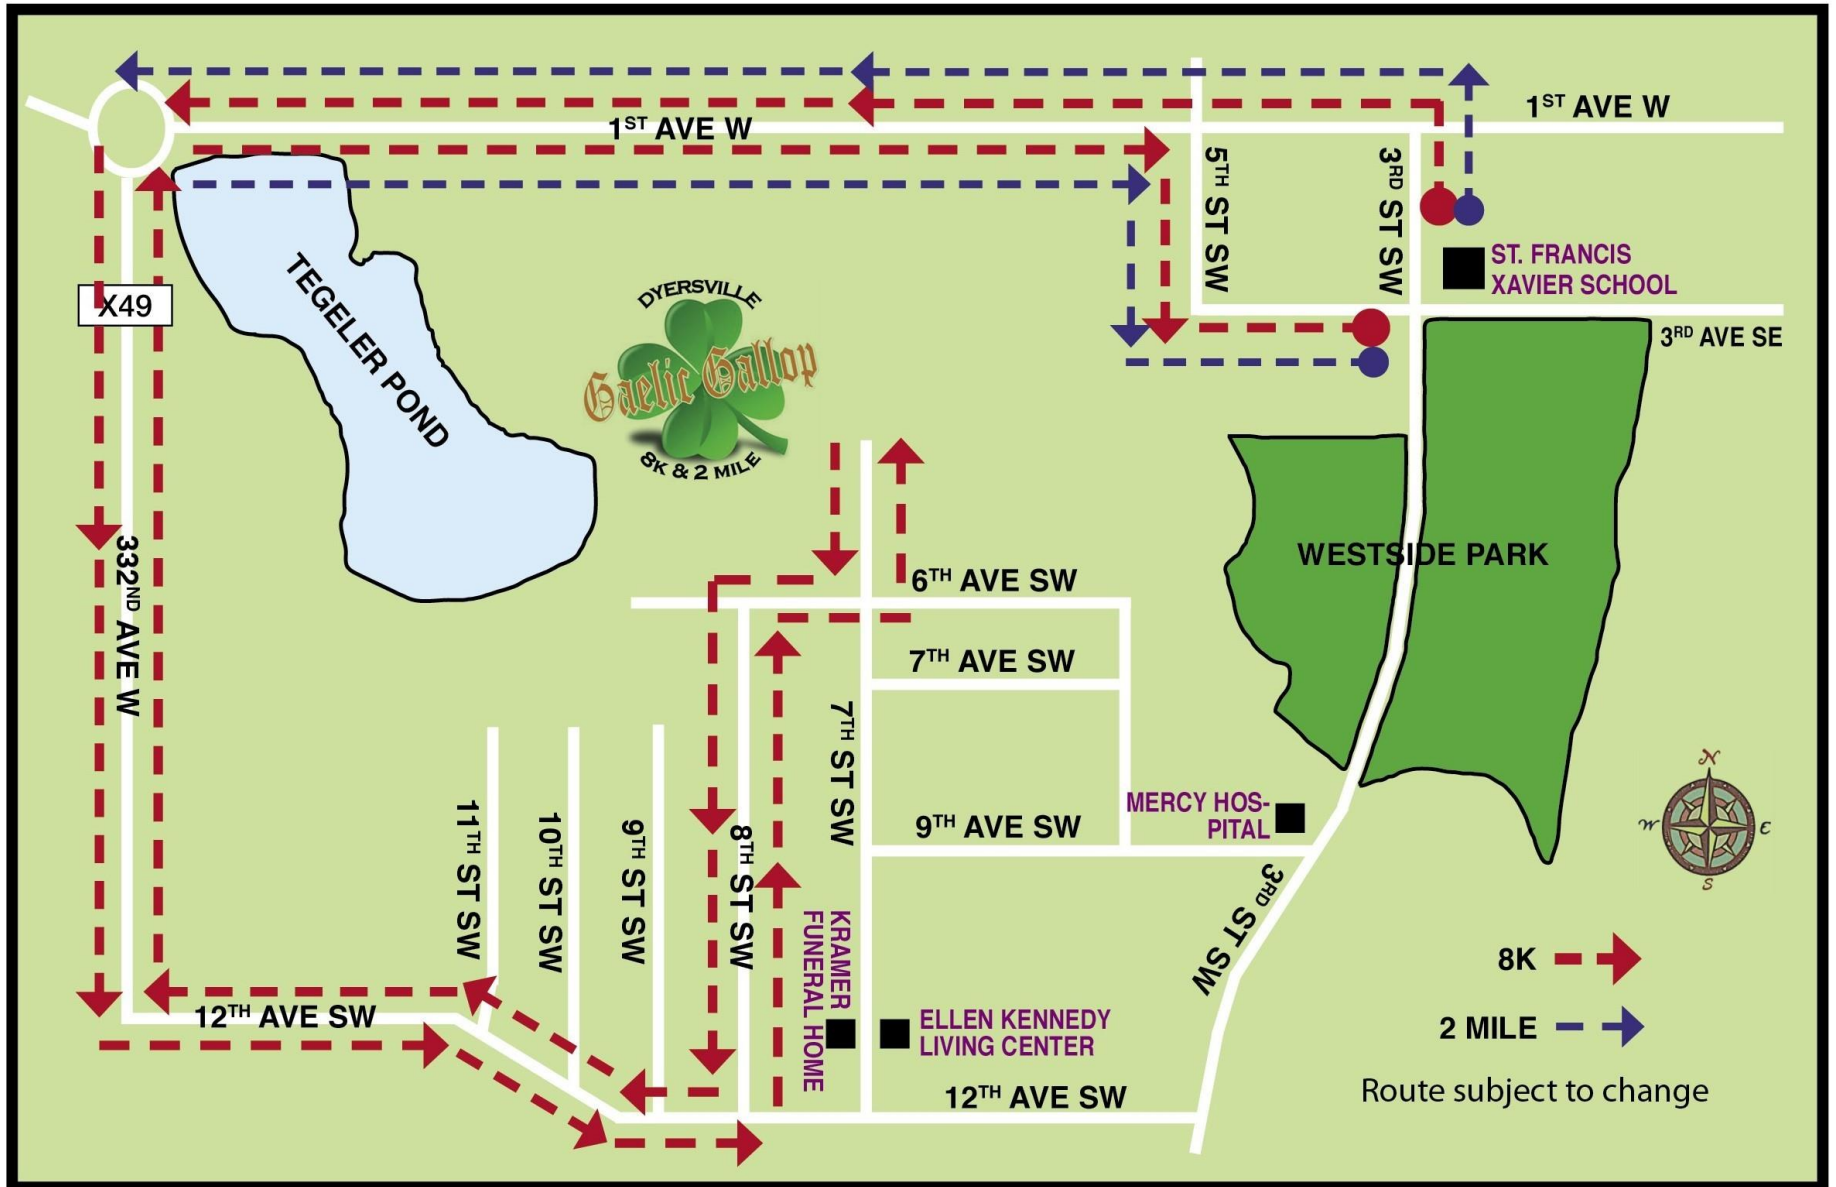 1ST AVE W
1ST AVE W
5TH ST SW
3RD ST SW
ST. FRANCIS
XAVIER SCHOOL
3RD AVE SE
X49
TEGELER POND
DYERSVILLE
Gaelic Gallop
8K & 2 MILE
332ND AVE W
WESTSIDE PARK
6TH AVE SW
7TH AVE SW
7TH ST SW
MERCY HOS-
PITAL
9TH AVE SW
11TH ST SW
10TH ST SW
9TH ST SW
8TH ST SW
3RD ST SW
KRAMER
FUNERAL HOME
ELLEN KENNEDY
LIVING CENTER
12TH AVE SW
12TH AVE SW
N
W
E
S
8K
2 MILE
Route subject to change